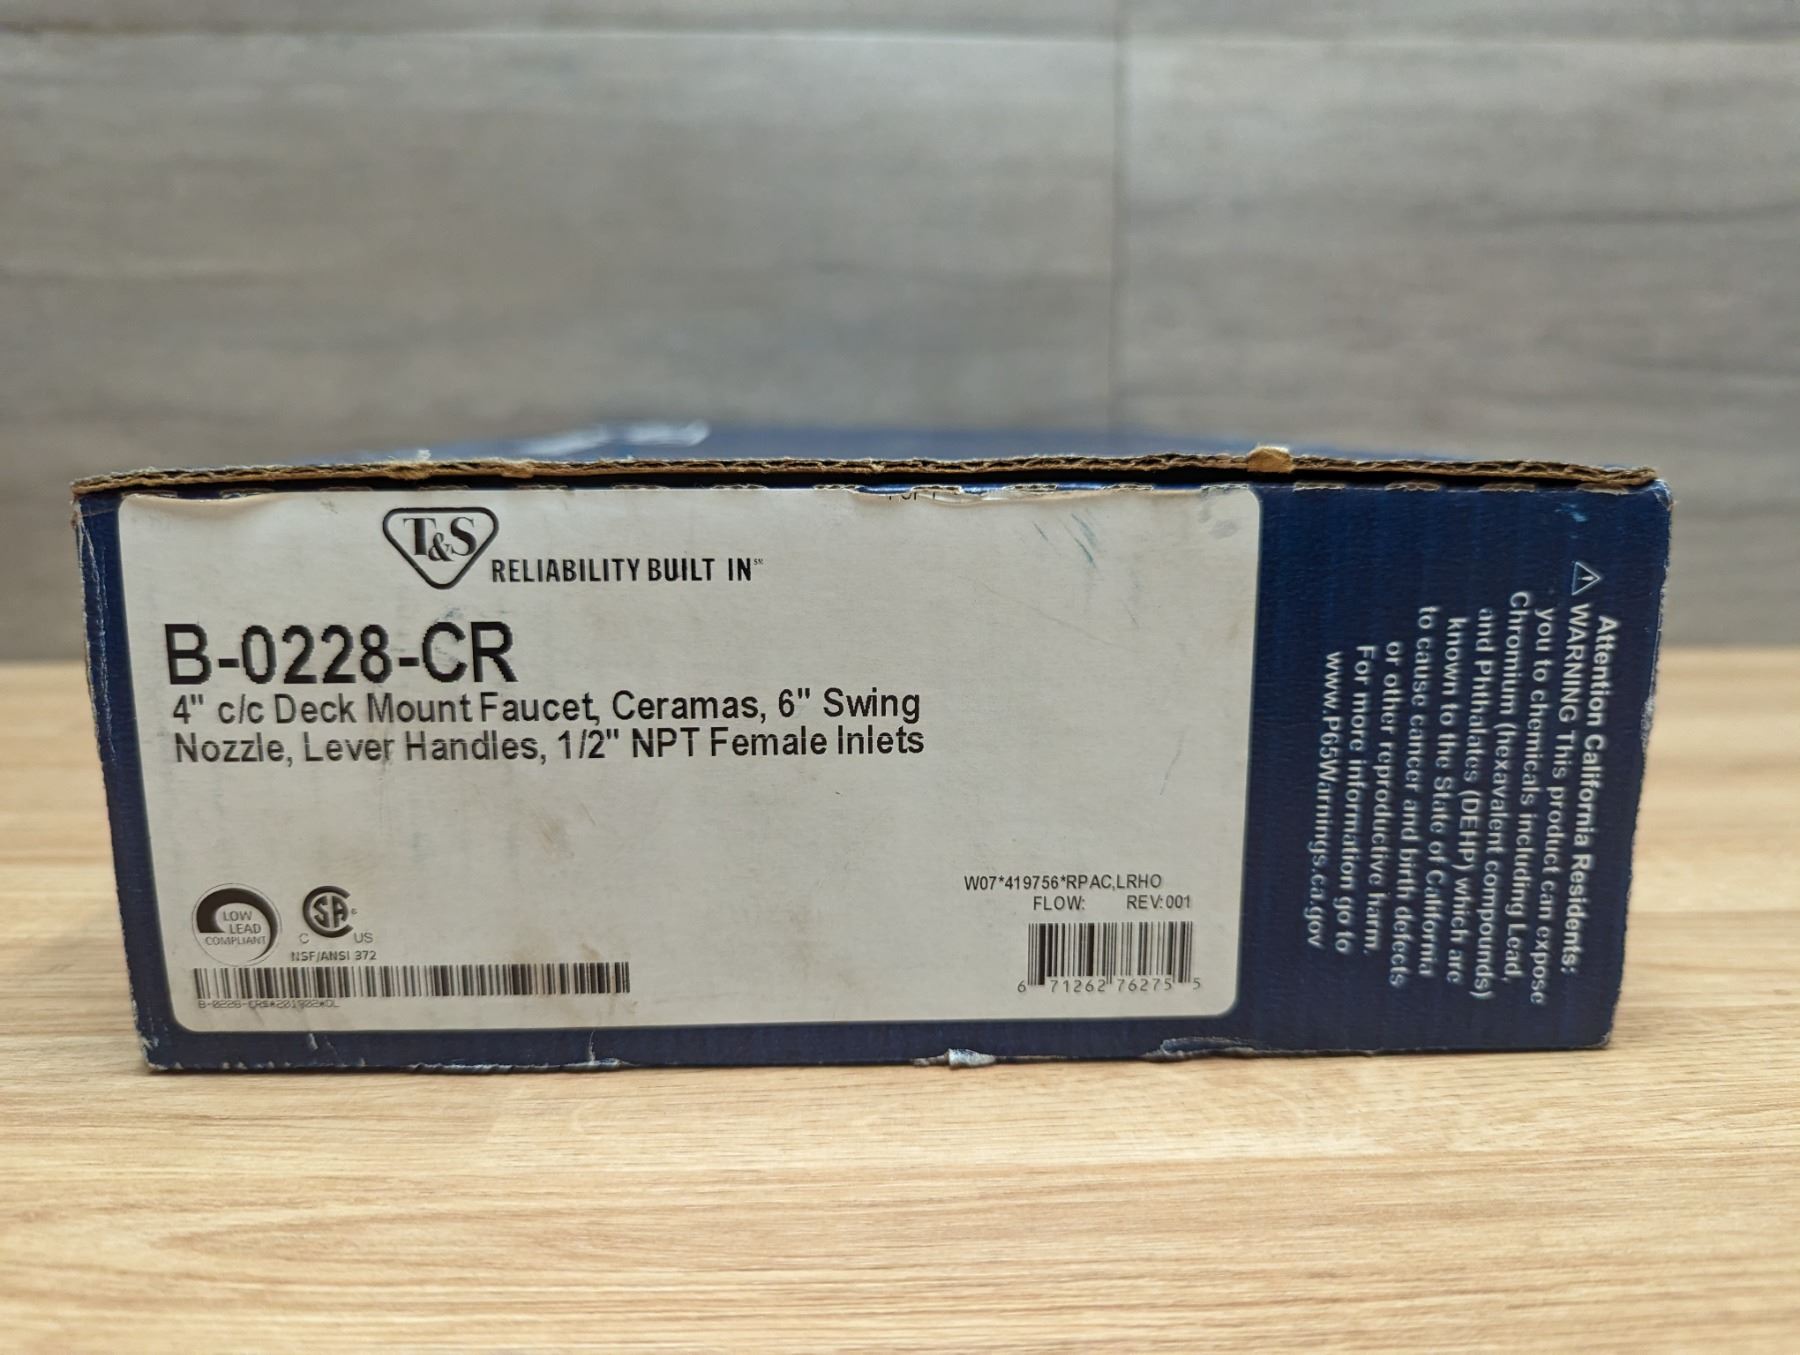 T&S
RELIABILITY BUILT IN℠
B-0228-CR
4" c/c Deck Mount Faucet, Ceramas, 6" Swing
Nozzle, Lever Handles, 1/2" NPT Female Inlets
LOW
LEAD
COMPLIANT
SA®
C US
NSF/ANSI 372
W07*419756*RPAC,LRHO
FLOW: REV:001
6 71262 76275 5
Attention California Residents:
⚠ WARNING This product can expose
you to chemicals including Lead,
Chromium (hexavalent compounds)
and Phthalates (DEHP) which are
known to the State of California
to cause cancer and birth defects
or other reproductive harm.
For more information go to
www.P65Warnings.ca.gov